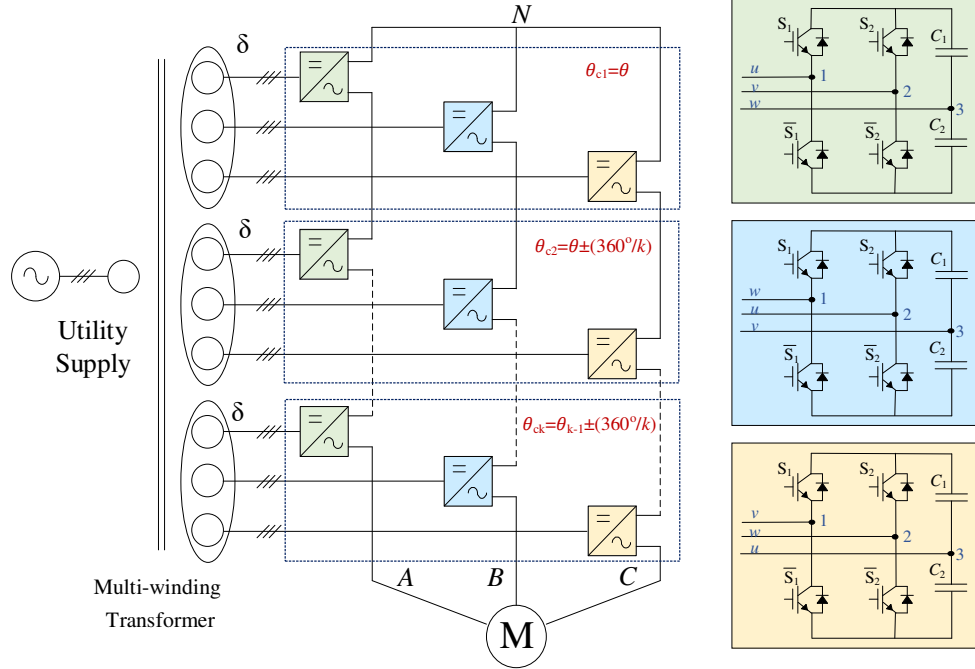 N
δ
θc1=θ
δ
θc2=θ±(360°/k)
Utility
Supply
δ
θck=θk-1±(360°/k)
A
B
C
Multi-winding
Transformer
M
S1
S2
C1
u
1
v
2
w
3
C2
S̅1
S̅2
S1
S2
C1
w
1
u
2
v
3
C2
S̅1
S̅2
S1
S2
C1
v
1
w
2
u
3
C2
S̅1
S̅2